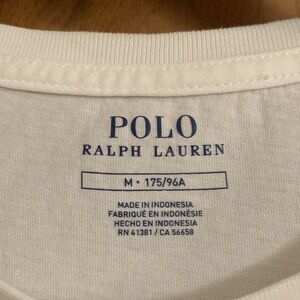 POLO
RALPH LAUREN
M • 175/96A
MADE IN INDONESIA
FABRIQUÉ EN INDONÉSIE
HECHO EN INDONESIA
RN 41381 / CA 56658